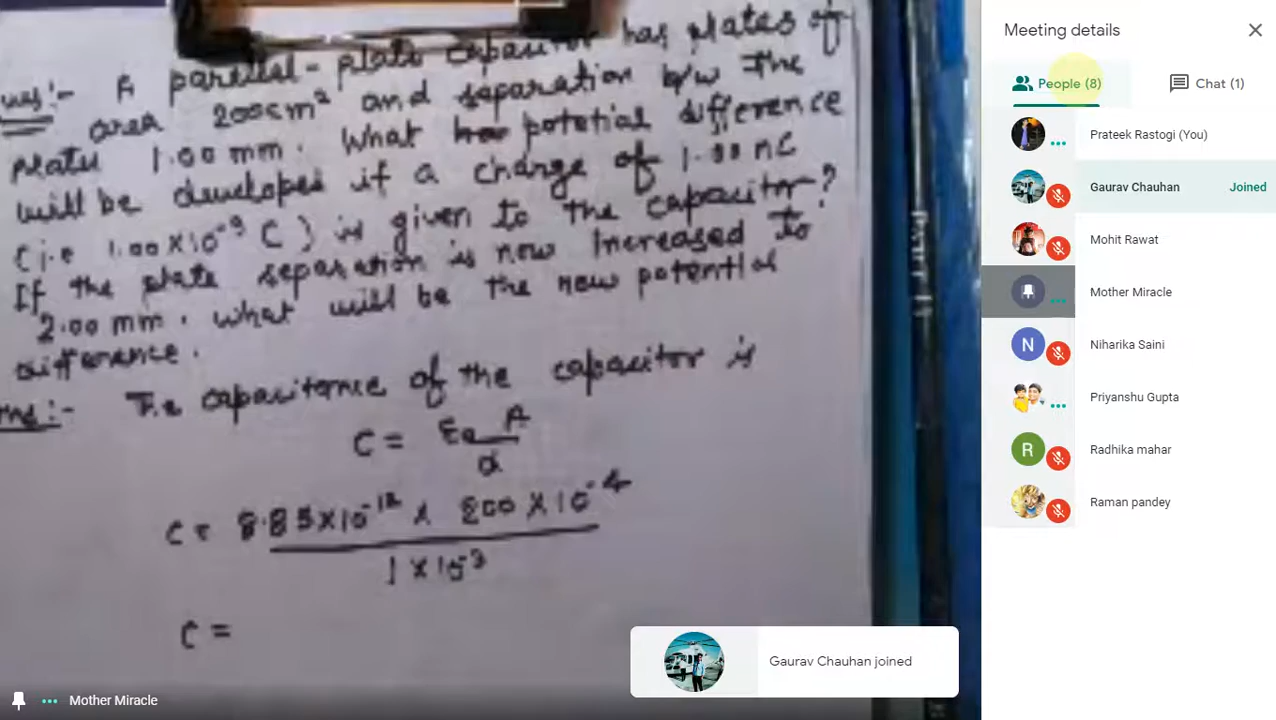 Ques:- A parallel-plate capacitor has plates of
area 200cm² and separation b/w the
plates 1.00 mm. What potential difference
will be developed if a charge of 1.00 nC
(i.e 1.00×10⁻⁹ C) is given to the capacitor?
If the plate separation is now increased to
2.00 mm. what will be the new potential
difference.
Ans:- The capacitance of the capacitor is
C = ε₀ A / d
C = 8.85×10⁻¹² × 200 × 10⁻⁴ / 1 × 10⁻³
C =
Mother Miracle
Gaurav Chauhan joined
Meeting details
People (8)
Chat (1)
Prateek Rastogi (You)
Gaurav Chauhan Joined
Mohit Rawat
Mother Miracle
N Niharika Saini
Priyanshu Gupta
R Radhika mahar
Raman pandey